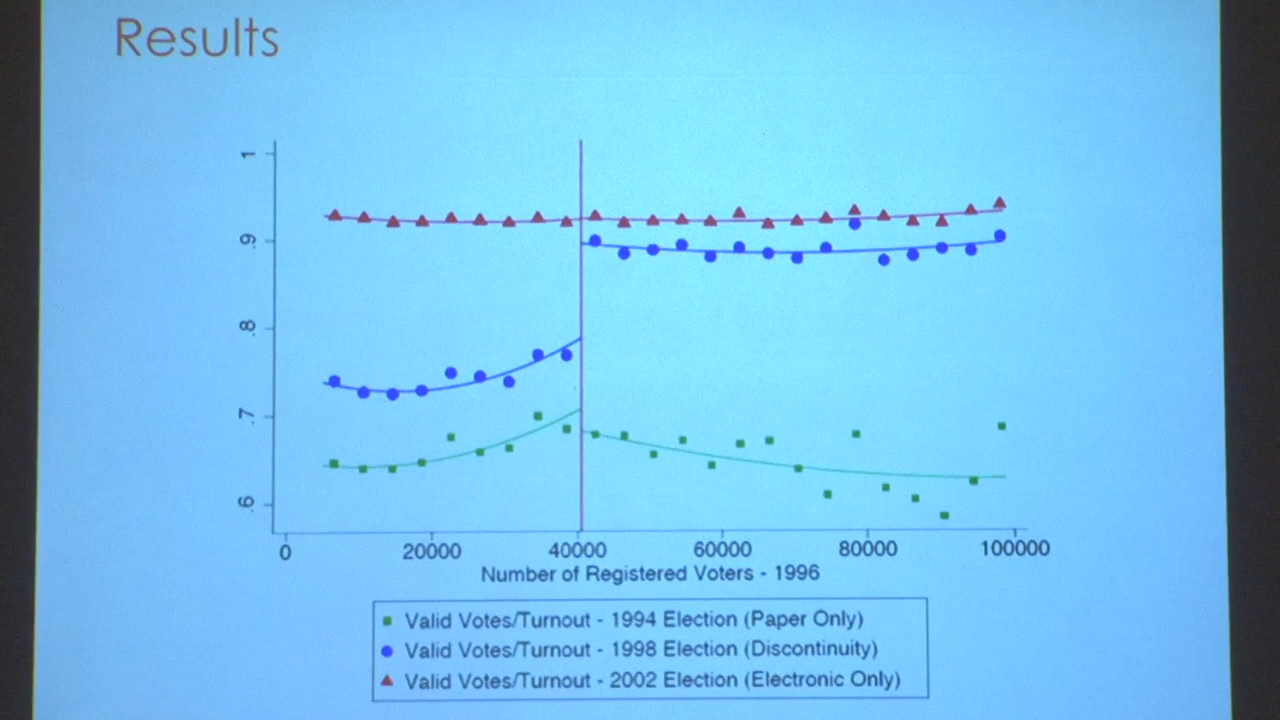 Results
1
.9
.8
.7
.6
0 20000 40000 60000 80000 100000
Number of Registered Voters - 1996
Valid Votes/Turnout - 1994 Election (Paper Only)
Valid Votes/Turnout - 1998 Election (Discontinuity)
Valid Votes/Turnout - 2002 Election (Electronic Only)